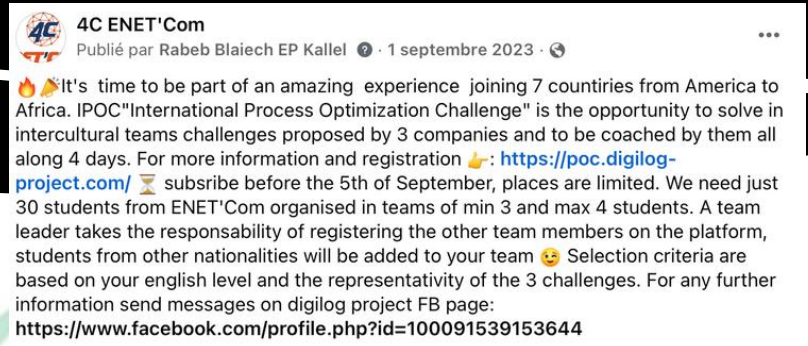 4C
4C ENET'Com
Publié par Rabeb Blaiech EP Kallel · 1 septembre 2023 ·
🔥🎉It's time to be part of an amazing experience joining 7 countiries from America to
Africa. IPOC"International Process Optimization Challenge" is the opportunity to solve in
intercultural teams challenges proposed by 3 companies and to be coached by them all
along 4 days. For more information and registration 👉: https://poc.digilog-
project.com/ ⏳ subsribe before the 5th of September, places are limited. We need just
30 students from ENET'Com organised in teams of min 3 and max 4 students. A team
leader takes the responsability of registering the other team members on the platform,
students from other nationalities will be added to your team 😉 Selection criteria are
based on your english level and the representativity of the 3 challenges. For any further
information send messages on digilog project FB page:
https://www.facebook.com/profile.php?id=100091539153644